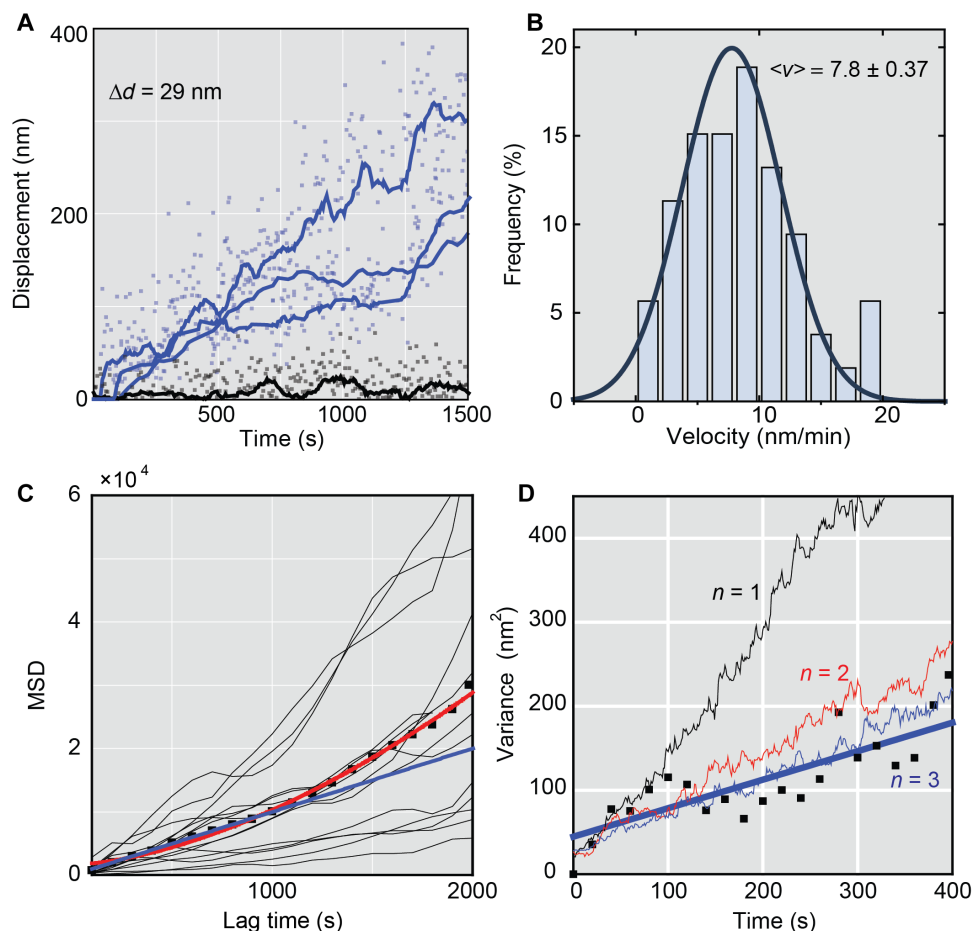 A
400
200
0
Displacement (nm)
Δd = 29 nm
500
1000
1500
Time (s)
B
20
15
10
5
0
Frequency (%)
<v> = 7.8 ± 0.37
0
10
20
Velocity (nm/min)
C
×10⁴
6
4
2
0
MSD
1000
2000
Lag time (s)
D
400
300
200
100
0
Variance (nm²)
n = 1
n = 2
n = 3
0
100
200
300
400
Time (s)